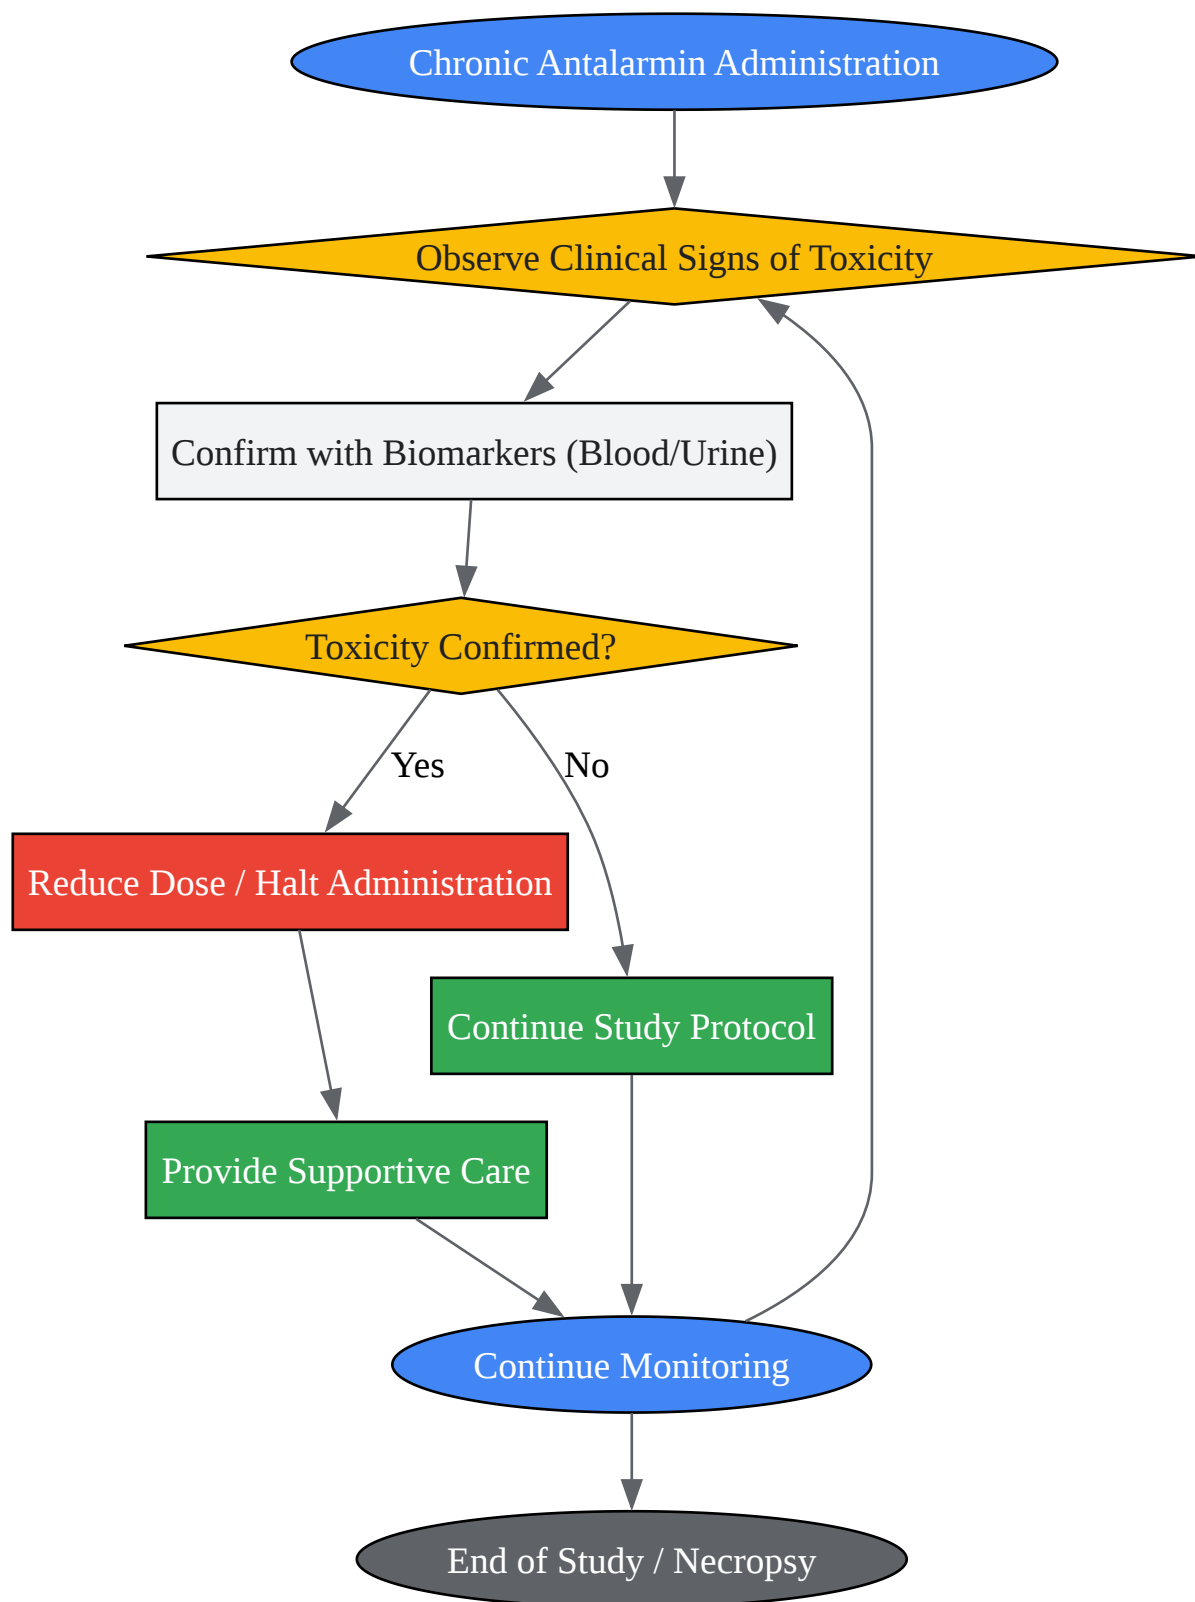 Chronic Antalarmin Administration
Observe Clinical Signs of Toxicity
Confirm with Biomarkers (Blood/Urine)
Toxicity Confirmed?
Yes
No
Reduce Dose / Halt Administration
Continue Study Protocol
Provide Supportive Care
Continue Monitoring
End of Study / Necropsy